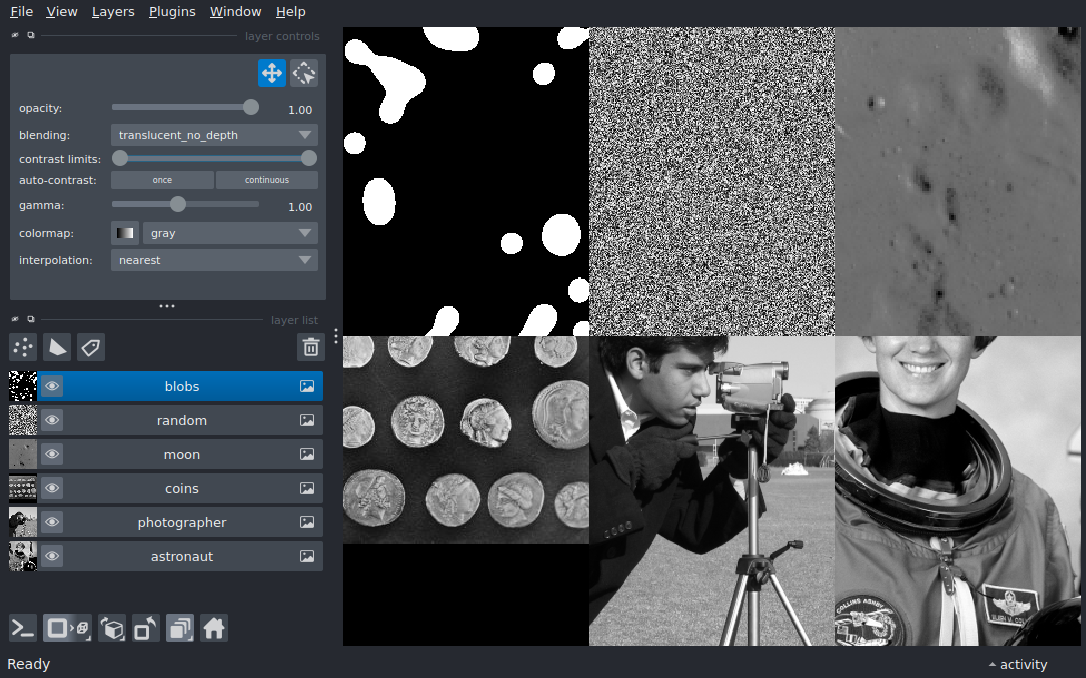 File View Layers Plugins Window Help
layer controls
opacity: 1.00
blending: translucent_no_depth
contrast limits:
auto-contrast: once continuous
gamma: 1.00
colormap: gray
interpolation: nearest
layer list
blobs
random
moon
coins
photographer
astronaut
COLLINS
Ready activity